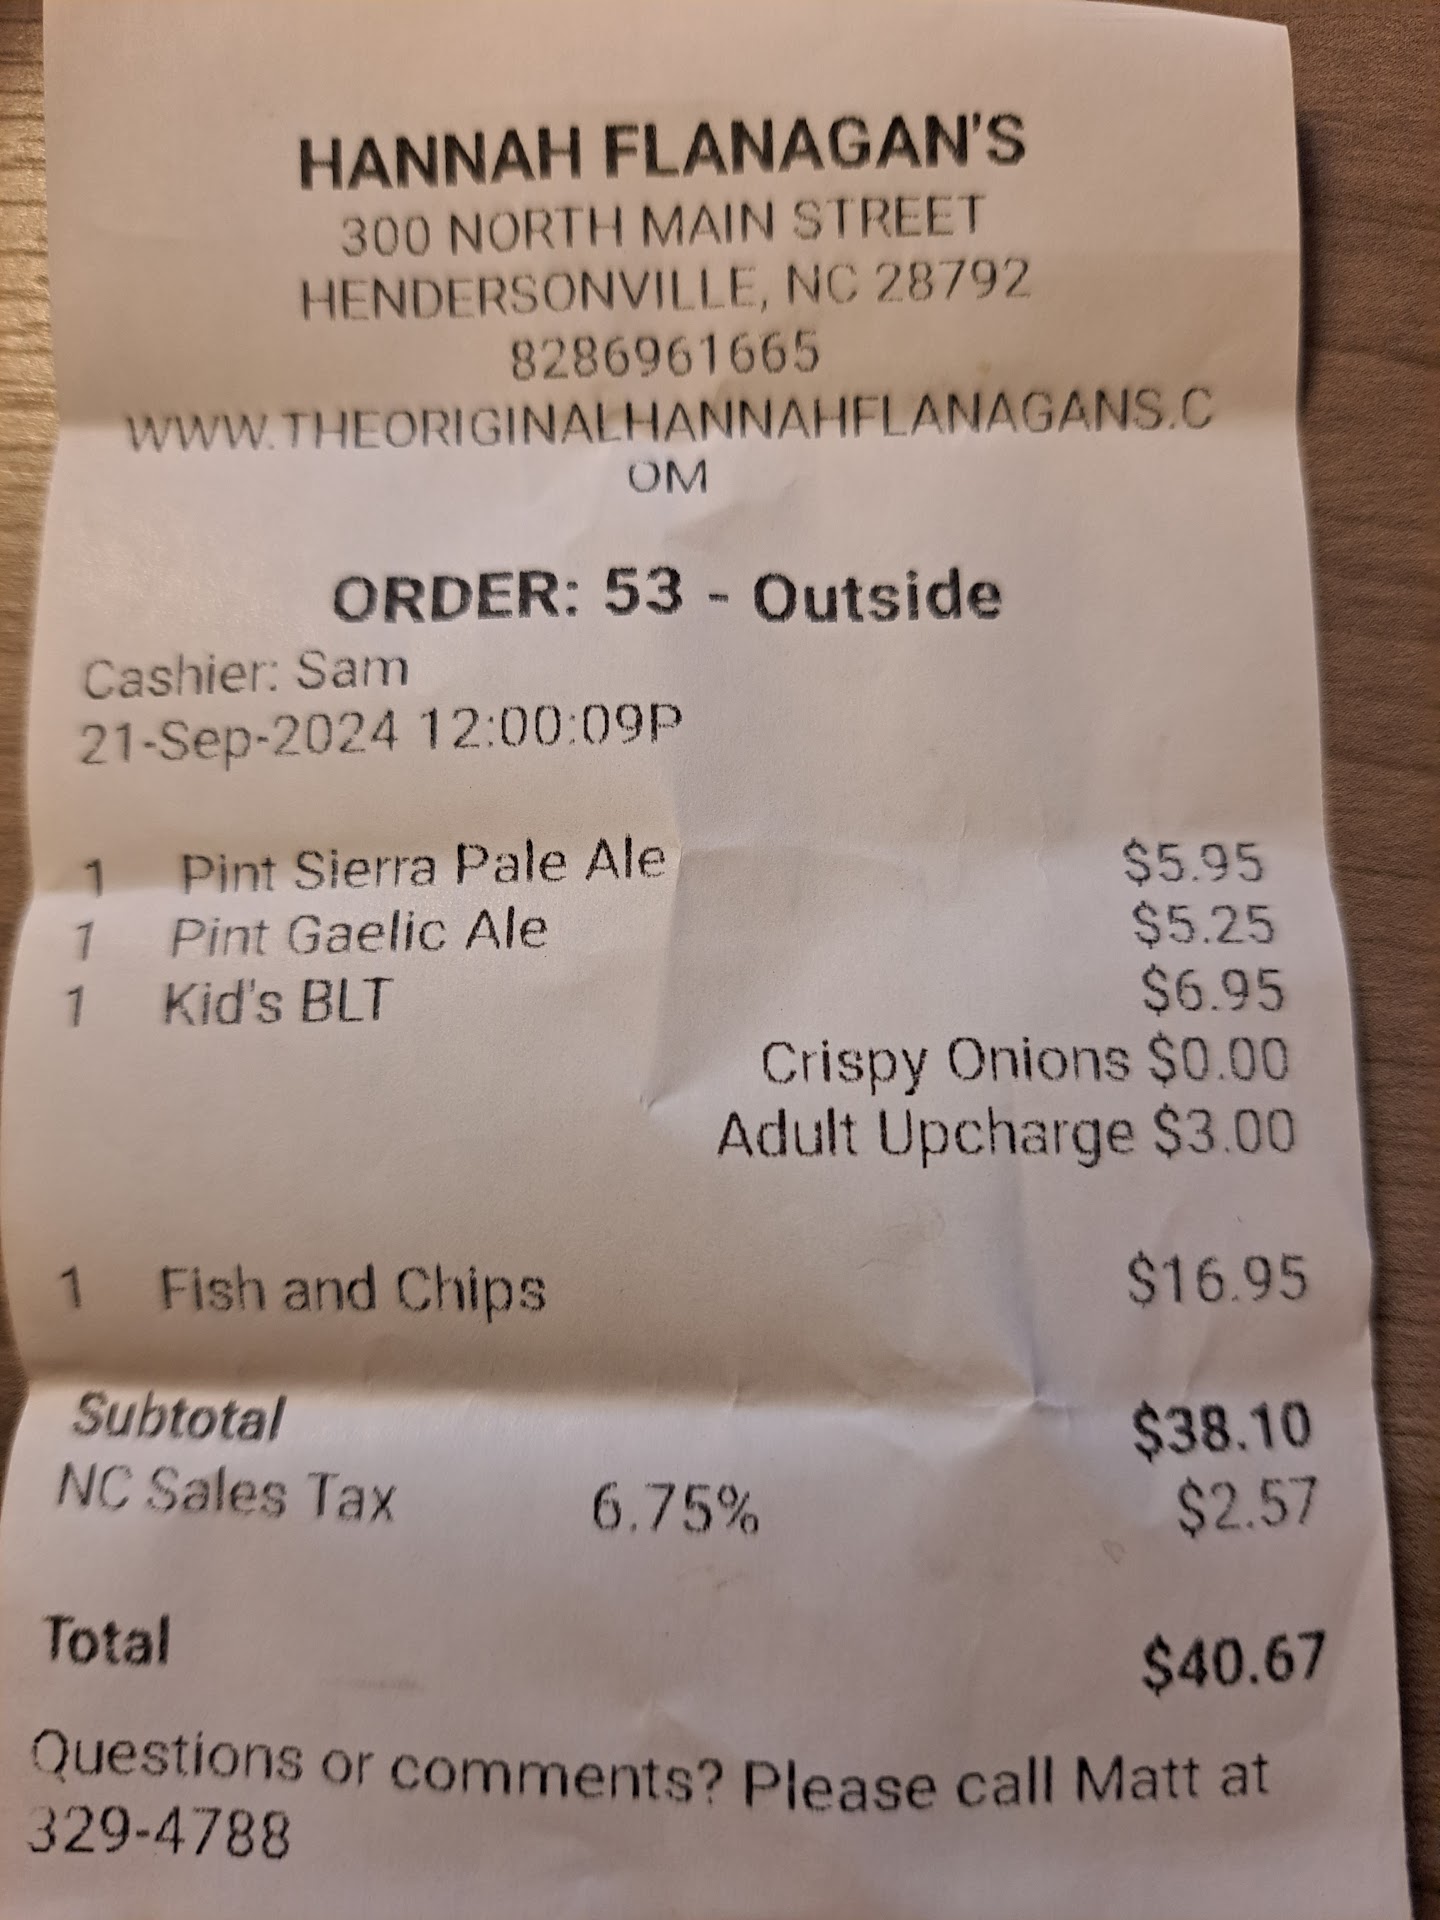 HANNAH FLANAGAN'S
300 NORTH MAIN STREET
HENDERSONVILLE, NC 28792
8286961665
WWW.THEORIGINALHANNAHFLANAGANS.C
OM
ORDER: 53 - Outside
Cashier: Sam
21-Sep-2024 12:00:09P
1 Pint Sierra Pale Ale $5.95
1 Pint Gaelic Ale $5.25
1 Kid's BLT $6.95
Crispy Onions $0.00
Adult Upcharge $3.00
1 Fish and Chips $16.95
Subtotal $38.10
NC Sales Tax 6.75% $2.57
Total $40.67
Questions or comments? Please call Matt at
329-4788